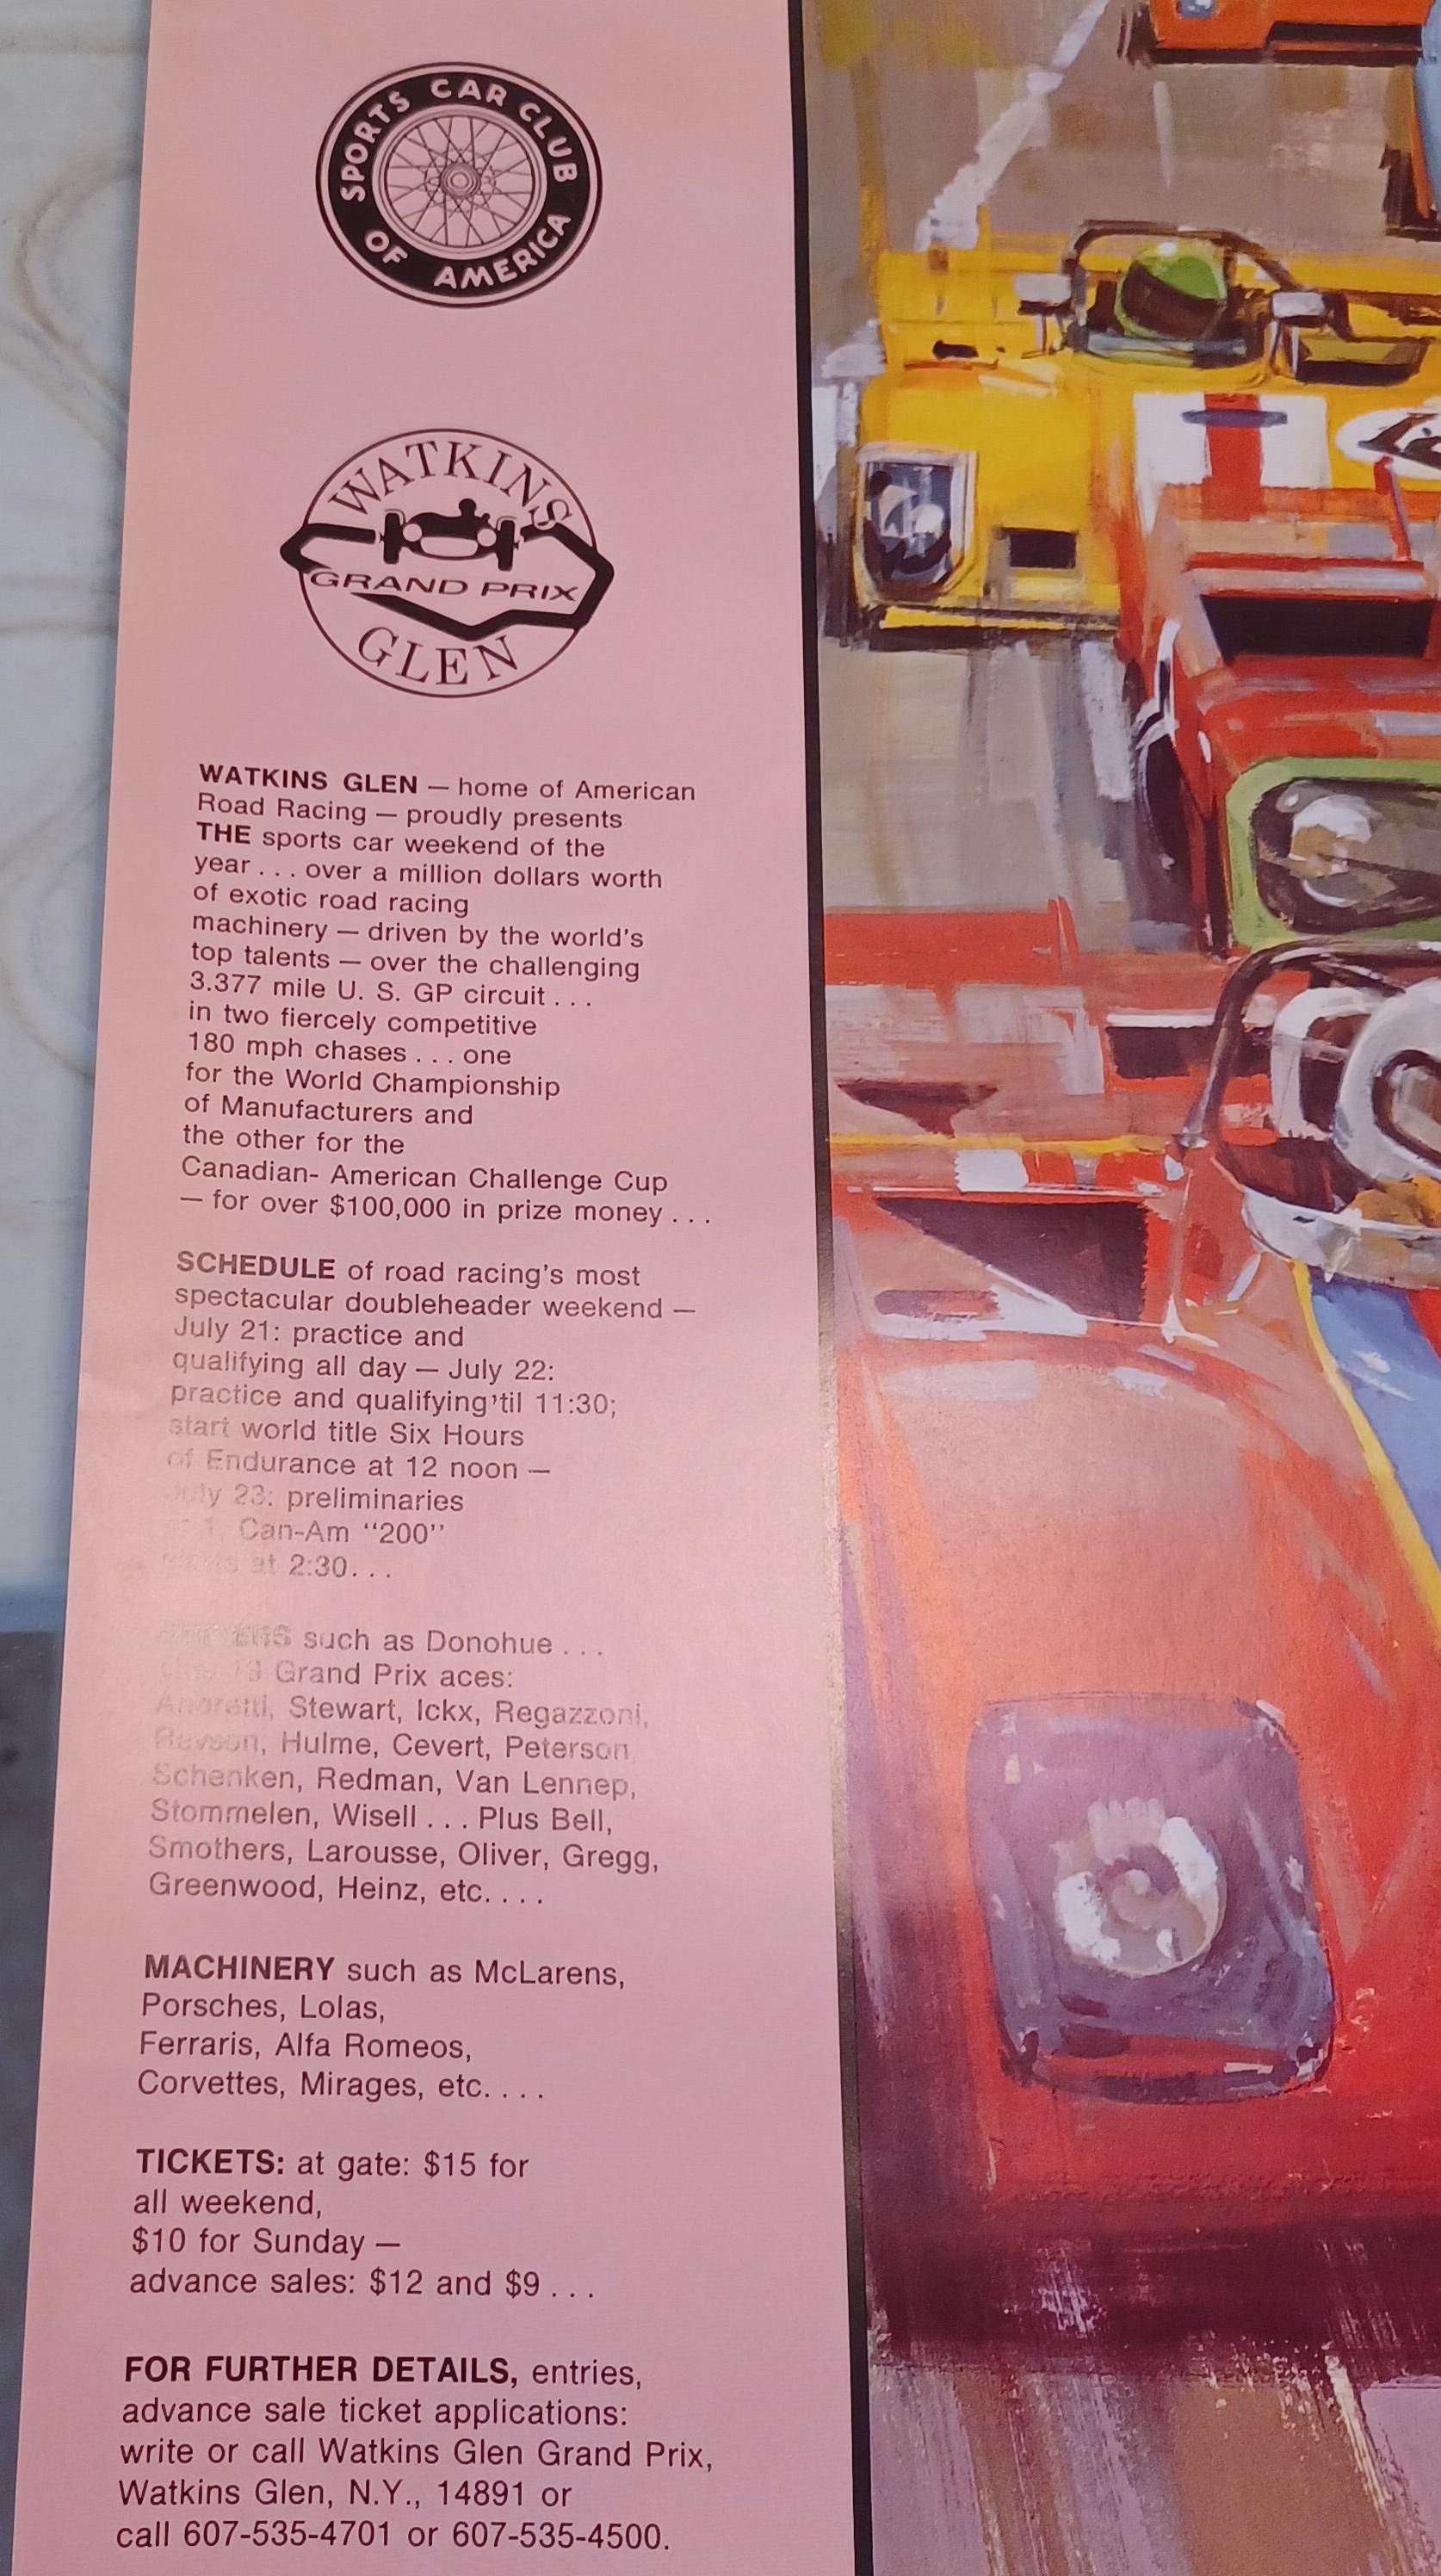 SPORTS CAR CLUB
OF AMERICA
WATKINS
GRAND PRIX
GLEN
WATKINS GLEN — home of American
Road Racing — proudly presents
THE sports car weekend of the
year . . . over a million dollars worth
of exotic road racing
machinery — driven by the world's
top talents — over the challenging
3.377 mile U. S. GP circuit . . .
in two fiercely competitive
180 mph chases . . . one
for the World Championship
of Manufacturers and
the other for the
Canadian- American Challenge Cup
— for over $100,000 in prize money . . .
SCHEDULE of road racing's most
spectacular doubleheader weekend —
July 21: practice and
qualifying all day — July 22:
practice and qualifying 'til 11:30;
start world title Six Hours
of Endurance at 12 noon —
July 23: preliminaries
at 1, Can-Am "200"
at 2:30. . .
such as Donohue . . .
13 Grand Prix aces:
Andretti, Stewart, Ickx, Regazzoni,
Revson, Hulme, Cevert, Peterson
Schenken, Redman, Van Lennep,
Stommelen, Wisell . . . Plus Bell,
Smothers, Larousse, Oliver, Gregg,
Greenwood, Heinz, etc. . . .
MACHINERY such as McLarens,
Porsches, Lolas,
Ferraris, Alfa Romeos,
Corvettes, Mirages, etc. . . .
TICKETS: at gate: $15 for
all weekend,
$10 for Sunday —
advance sales: $12 and $9 . . .
FOR FURTHER DETAILS, entries,
advance sale ticket applications:
write or call Watkins Glen Grand Prix,
Watkins Glen, N.Y., 14891 or
call 607-535-4701 or 607-535-4500.